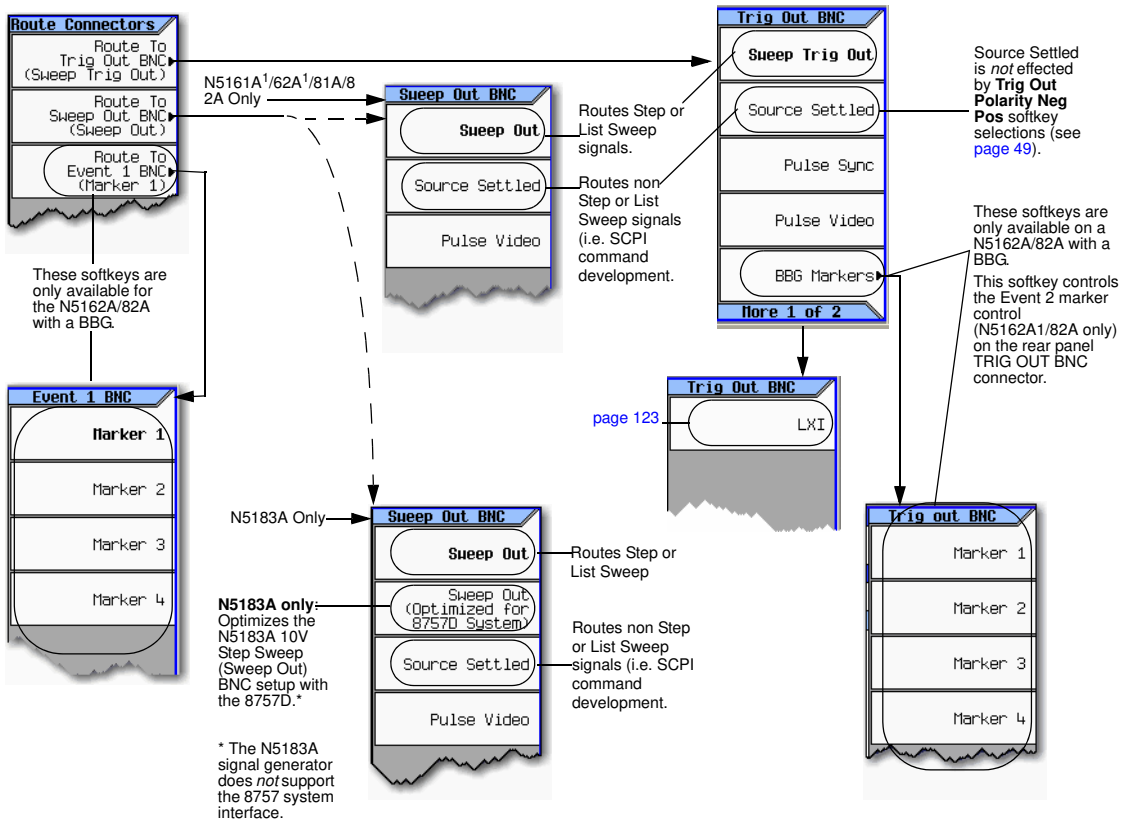 Route Connectors
Route To
Trig Out BNC
(Sweep Trig Out)
Route To
Sweep Out BNC
(Sweep Out)
Route To
Event 1 BNC
(Marker 1)
These softkeys are
only available for
the N5162A/82A
with a BBG.
Event 1 BNC
Marker 1
Marker 2
Marker 3
Marker 4
N5161A1/62A1/81A/8
2A Only
Sweep Out BNC
Sweep Out
Source Settled
Pulse Video
Routes Step or
List Sweep
signals.
Routes non
Step or List
Sweep signals
(i.e. SCPI
command
development.
Trig Out BNC
Sweep Trig Out
Source Settled
Pulse Sync
Pulse Video
BBG Markers
More 1 of 2
Source Settled
is not effected
by Trig Out
Polarity Neg
Pos softkey
selections (see
page 49).
These softkeys are
only available on a
N5162A/82A with a
BBG.
This softkey controls
the Event 2 marker
control
(N5162A1/82A only)
on the rear panel
TRIG OUT BNC
connector.
Trig Out BNC
LXI
page 123
Trig out BNC
Marker 1
Marker 2
Marker 3
Marker 4
N5183A Only
Sweep Out BNC
Sweep Out
Sweep Out
(Optimized for
8757D System)
Source Settled
Pulse Video
Routes Step or
List Sweep
Routes non Step
or List Sweep
signals (i.e. SCPI
command
development.
N5183A only:
Optimizes the
N5183A 10V
Step Sweep
(Sweep Out)
BNC setup with
the 8757D.*
* The N5183A
signal generator
does not support
the 8757 system
interface.